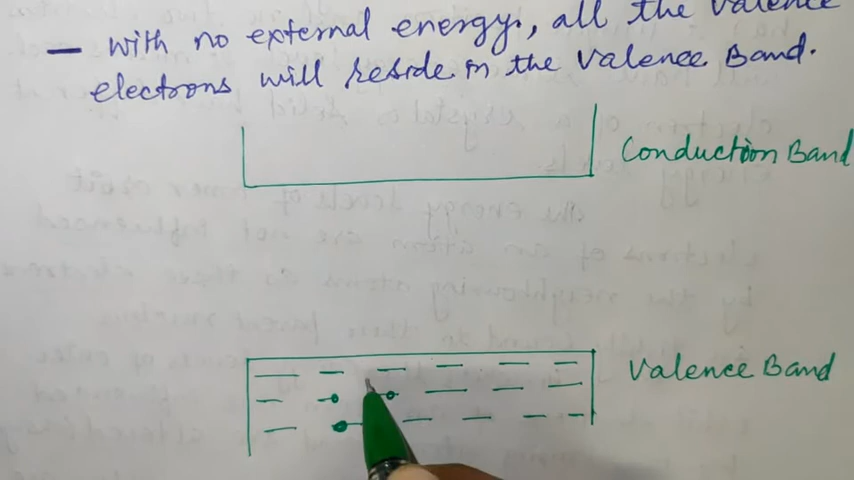 — with no external energy, all the valence
electrons will reside in the Valence Band.
Conduction Band
Valence Band